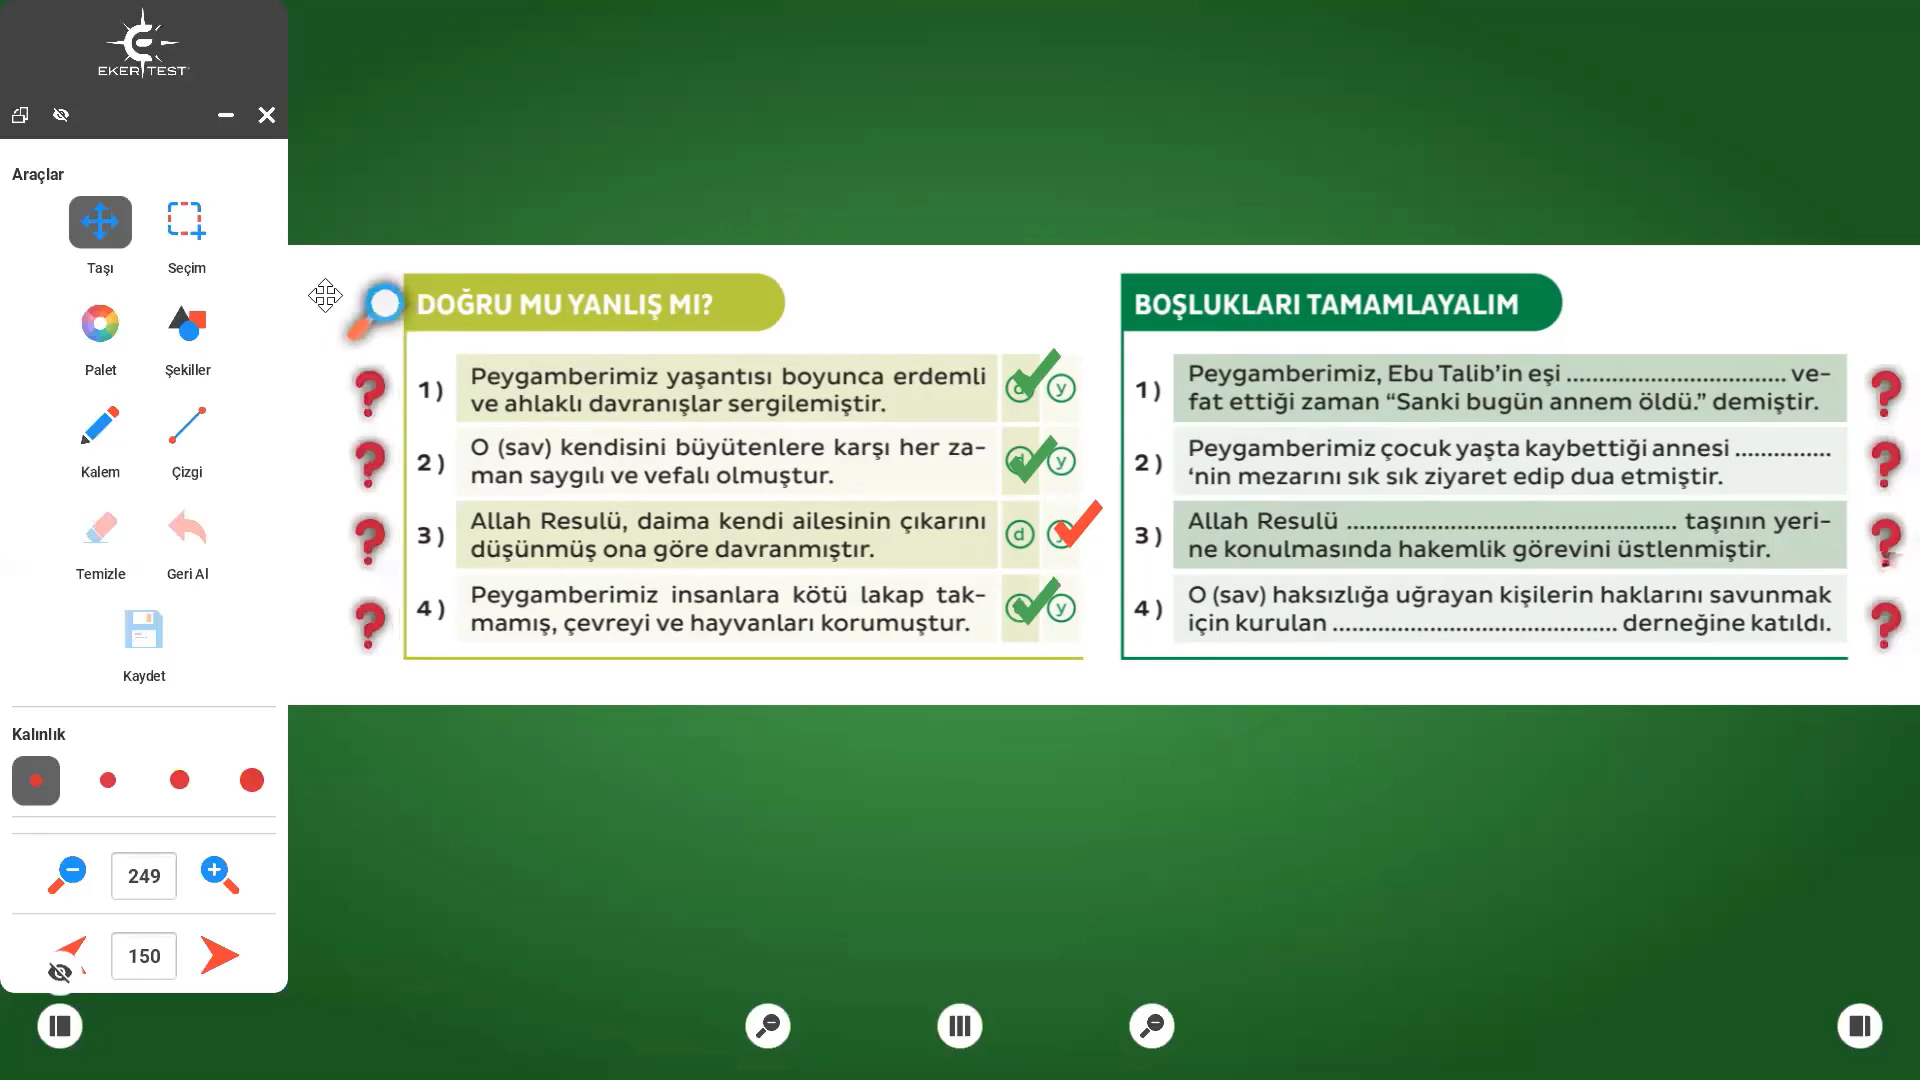 EKER TEST
Araçlar
Taşı
Seçim
Palet
Şekiller
Kalem
Çizgi
Temizle
Geri Al
Kaydet
Kalınlık
249
150
DOĞRU MU YANLIŞ MI?
1) Peygamberimiz yaşantısı boyunca erdemli
ve ahlaklı davranışlar sergilemiştir.
d y
2) O (sav) kendisini büyütenlere karşı her za-
man saygılı ve vefalı olmuştur.
d y
3) Allah Resulü, daima kendi ailesinin çıkarını
düşünmüş ona göre davranmıştır.
d y
4) Peygamberimiz insanlara kötü lakap tak-
mamış, çevreyi ve hayvanları korumuştur.
y
BOŞLUKLARI TAMAMLAYALIM
1) Peygamberimiz, Ebu Talib’in eşi ................................ ve-
fat ettiği zaman “Sanki bugün annem öldü.” demiştir.
2) Peygamberimiz çocuk yaşta kaybettiği annesi ..............
‘nin mezarını sık sık ziyaret edip dua etmiştir.
3) Allah Resulü ................................................ taşının yeri-
ne konulmasında hakemlik görevini üstlenmiştir.
4) O (sav) haksızlığa uğrayan kişilerin haklarını savunmak
için kurulan ......................................... derneğine katıldı.